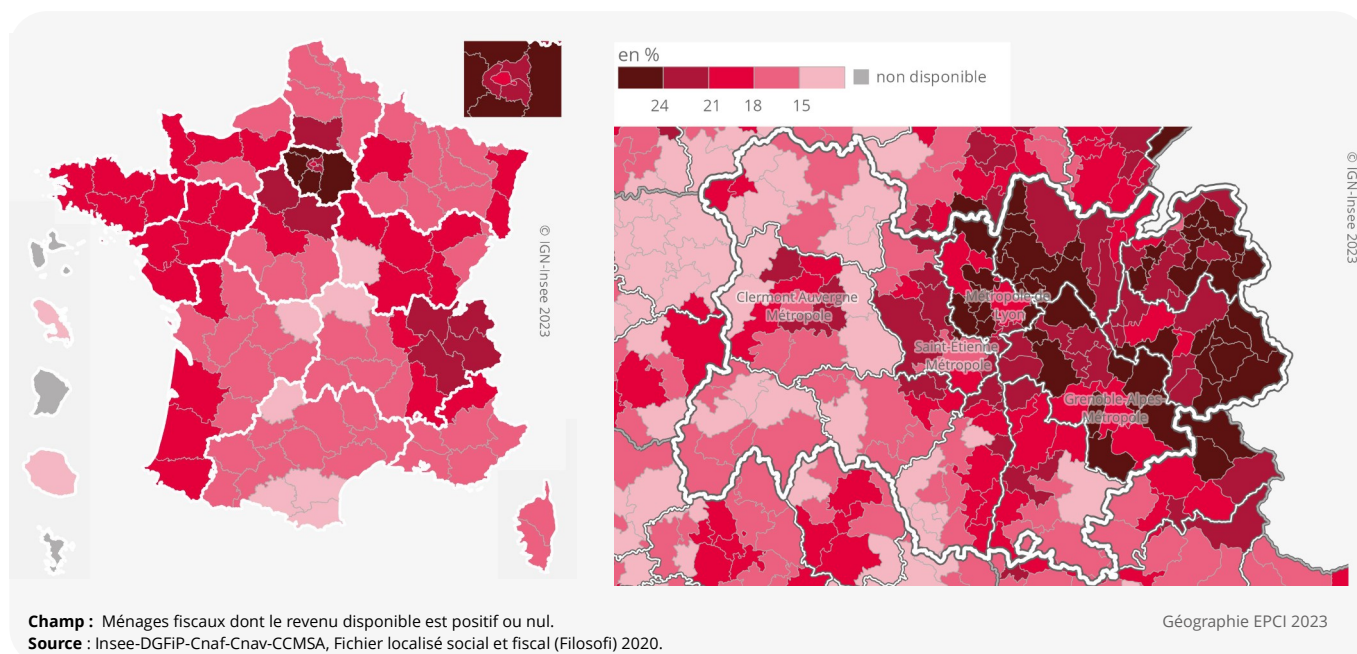 en %
24 21 18 15
non disponible
© IGN-Insee 2023
© IGN-Insee 2023
Clermont Auvergne
Métropole
Métropole de
Lyon
Saint-Étienne
Métropole
Grenoble-Alpes-
Métropole
Champ : Ménages fiscaux dont le revenu disponible est positif ou nul.
Géographie EPCI 2023
Source : Insee-DGFiP-Cnaf-Cnav-CCMSA, Fichier localisé social et fiscal (Filosofi) 2020.